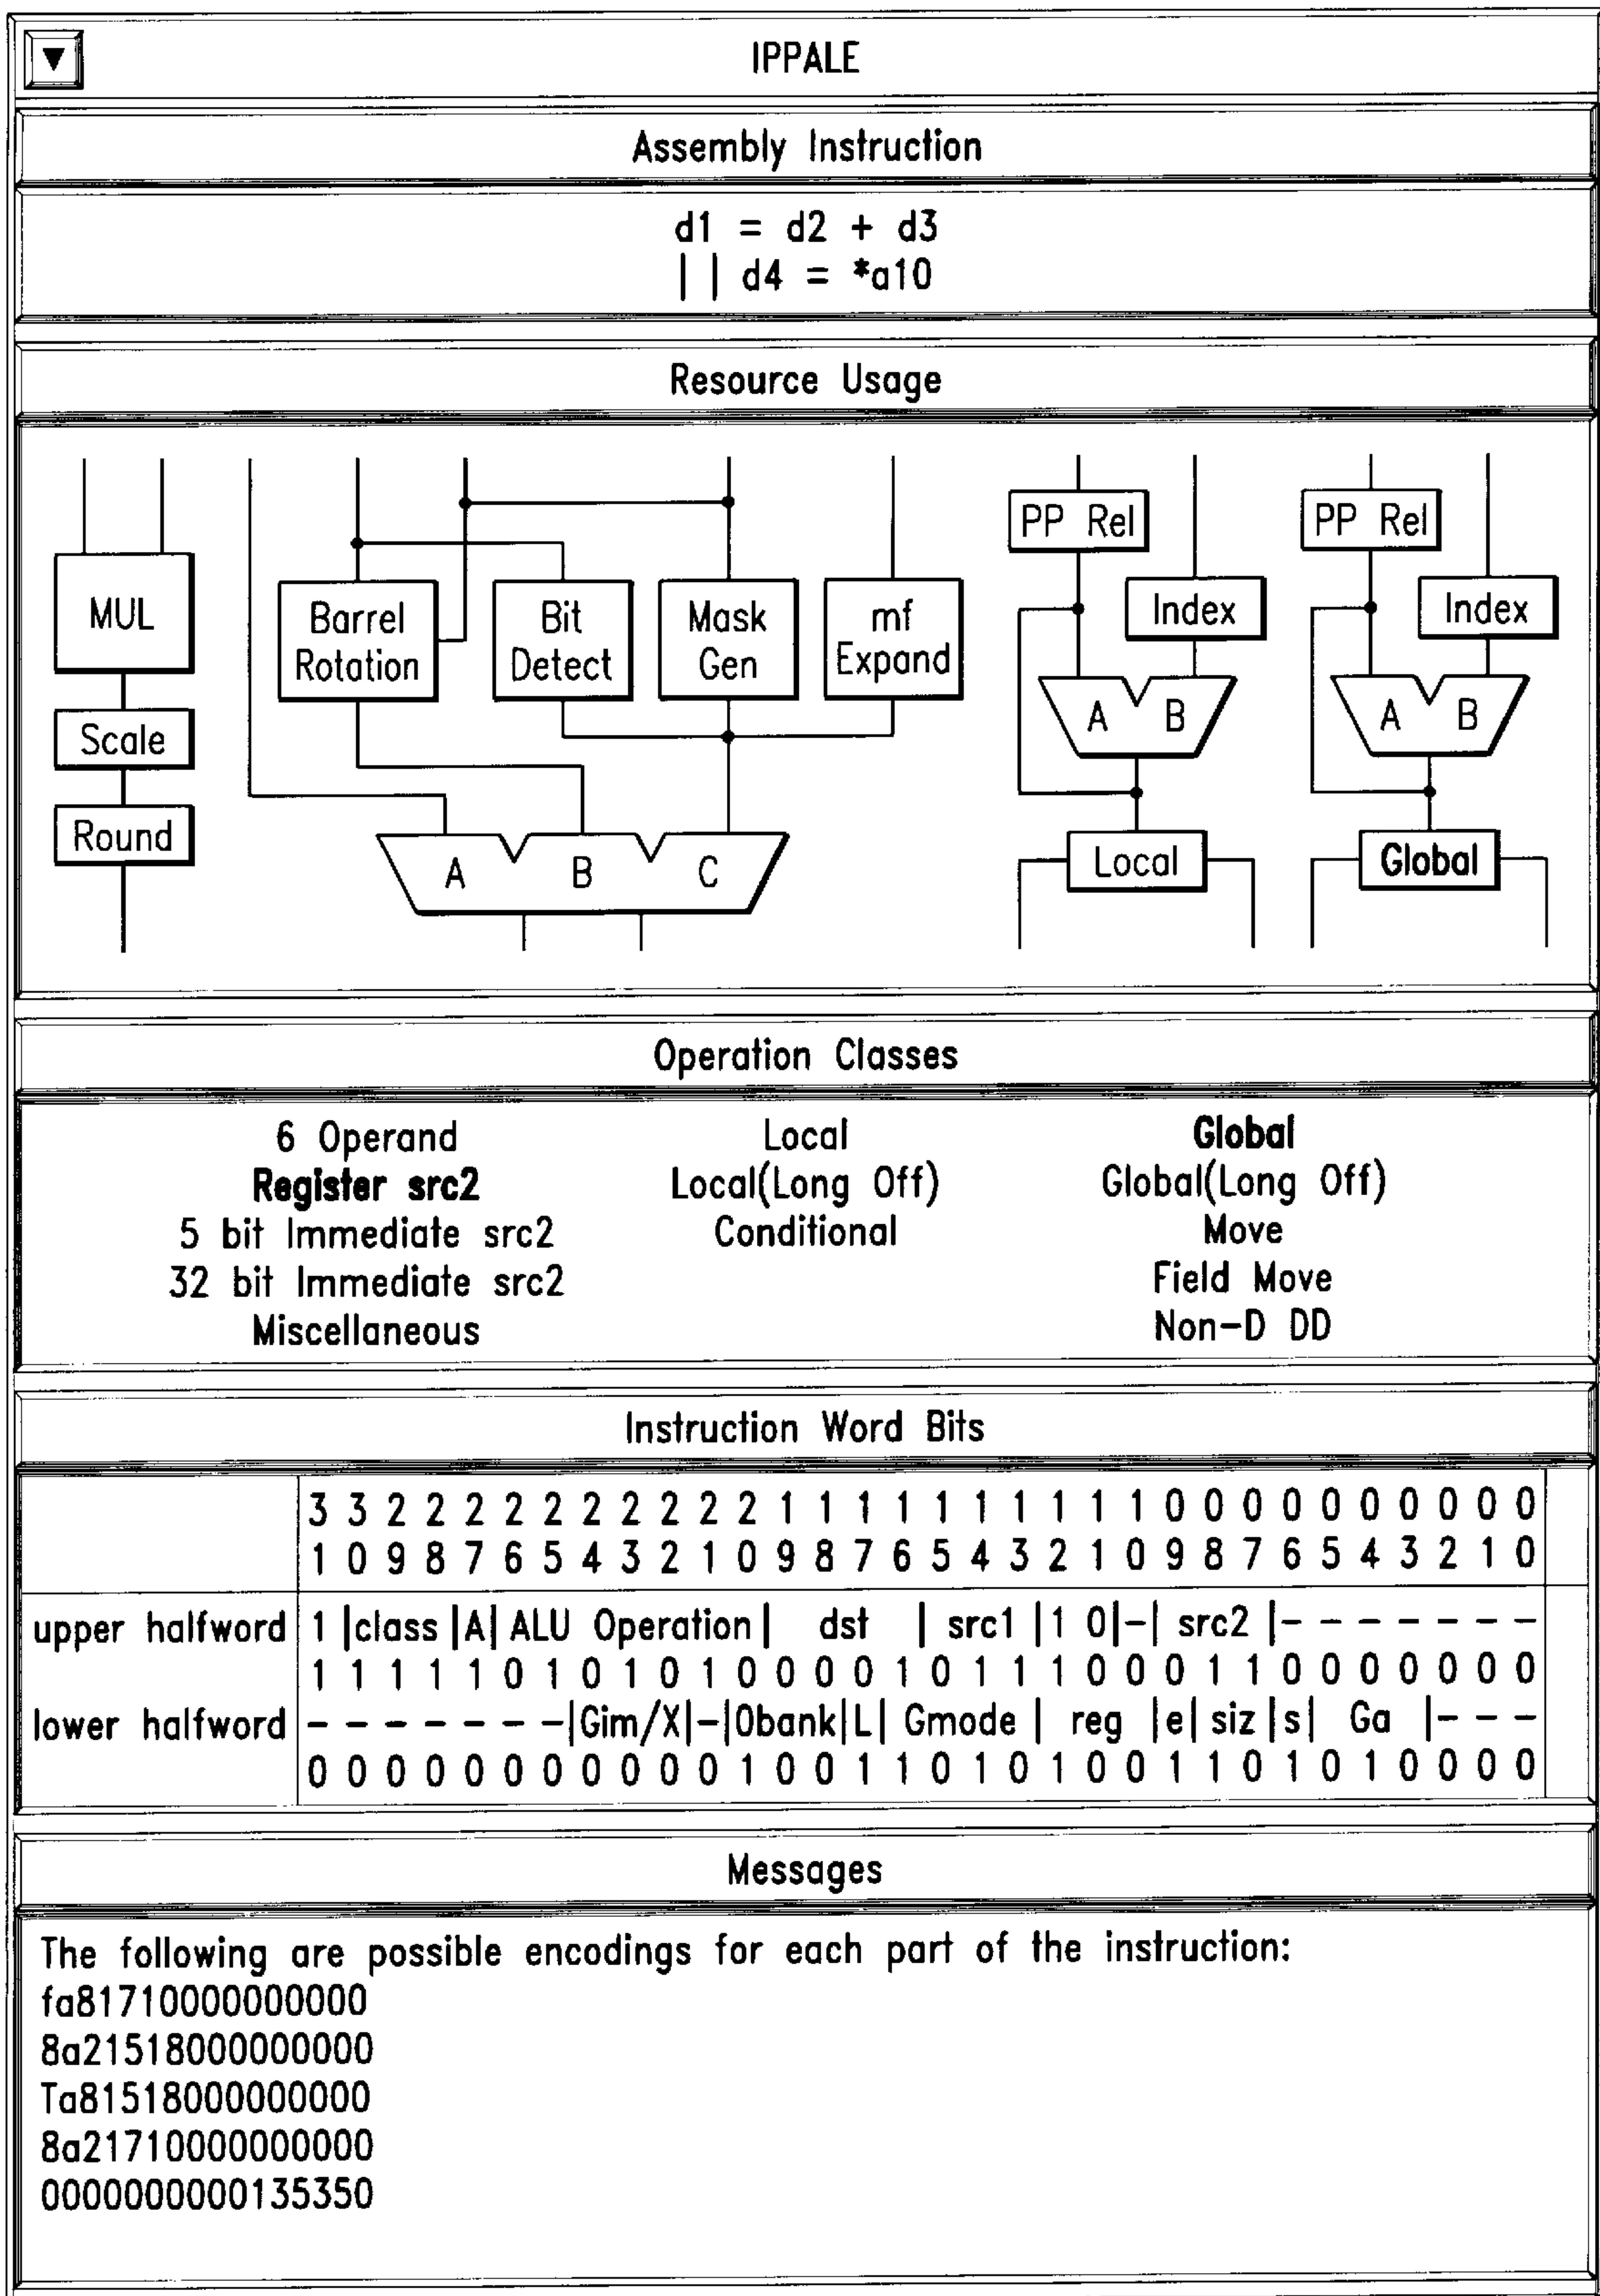 ▼ IPPALE
Assembly Instruction
d1 = d2 + d3
| | d4 = *a10
Resource Usage
PP Rel PP Rel
MUL Barrel Rotation Bit Detect Mask Gen mf Expand Index Index
A B A B
Scale
Round
A B C
Local Global
Operation Classes
6 Operand Local Global
Register src2 Local(Long Off) Global(Long Off)
5 bit Immediate src2 Conditional Move
32 bit Immediate src2 Field Move
Miscellaneous Non-D DD
Instruction Word Bits
3 3 2 2 2 2 2 2 2 2 2 2 1 1 1 1 1 1 1 1 1 1 0 0 0 0 0 0 0 0 0 0
1 0 9 8 7 6 5 4 3 2 1 0 9 8 7 6 5 4 3 2 1 0 9 8 7 6 5 4 3 2 1 0
upper halfword 1 |class|A| ALU Operation| dst | src1 |1 0|-| src2 |- - - - - - -
1 1 1 1 1 0 1 0 1 0 1 0 0 0 0 1 0 1 1 1 0 0 0 1 1 0 0 0 0 0 0 0
lower halfword - - - - - - -|Gim/X|-|0bank|L| Gmode | reg |e| siz |s| Ga |- - -
0 0 0 0 0 0 0 0 0 0 0 1 0 0 1 1 0 1 0 1 0 0 1 1 0 1 0 1 0 0 0 0
Messages
The following are possible encodings for each part of the instruction:
fa81710000000000
8a21518000000000
Ta81518000000000
8a21710000000000
0000000000135350